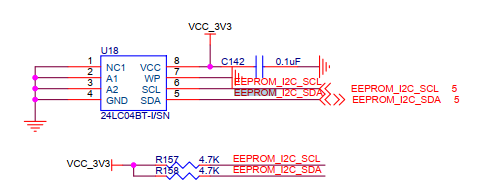 VCC_3V3
U18
1 NC1 VCC 8 C142 0.1uF
2 A1 WP 7
3 A2 SCL 6 EEPROM_I2C_SCL EEPROM_I2C_SCL 5
4 GND SDA 5 EEPROM_I2C_SDA EEPROM_I2C_SDA 5
24LC04BT-I/SN
VCC_3V3 R157 4.7K EEPROM_I2C_SCL
R158 4.7K EEPROM_I2C_SDA